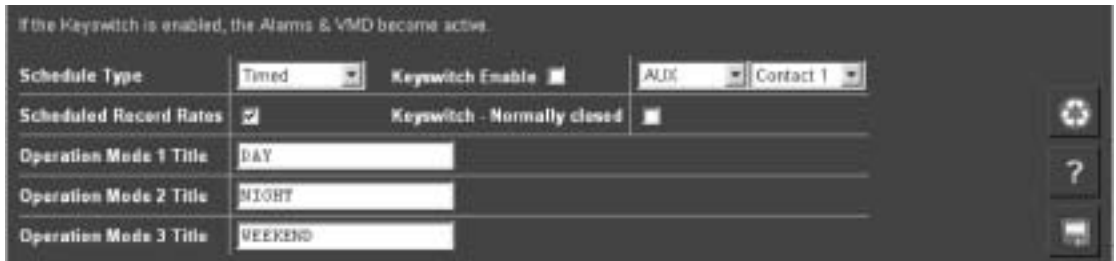 If the Keyswitch is enabled, the Alarms & VMD become active.
Schedule Type Timed Keyswitch Enable AUX Contact 1
Scheduled Record Rates Keyswitch - Normally closed
Operation Mode 1 Title DAY
Operation Mode 2 Title NIGHT
Operation Mode 3 Title WEEKEND
?